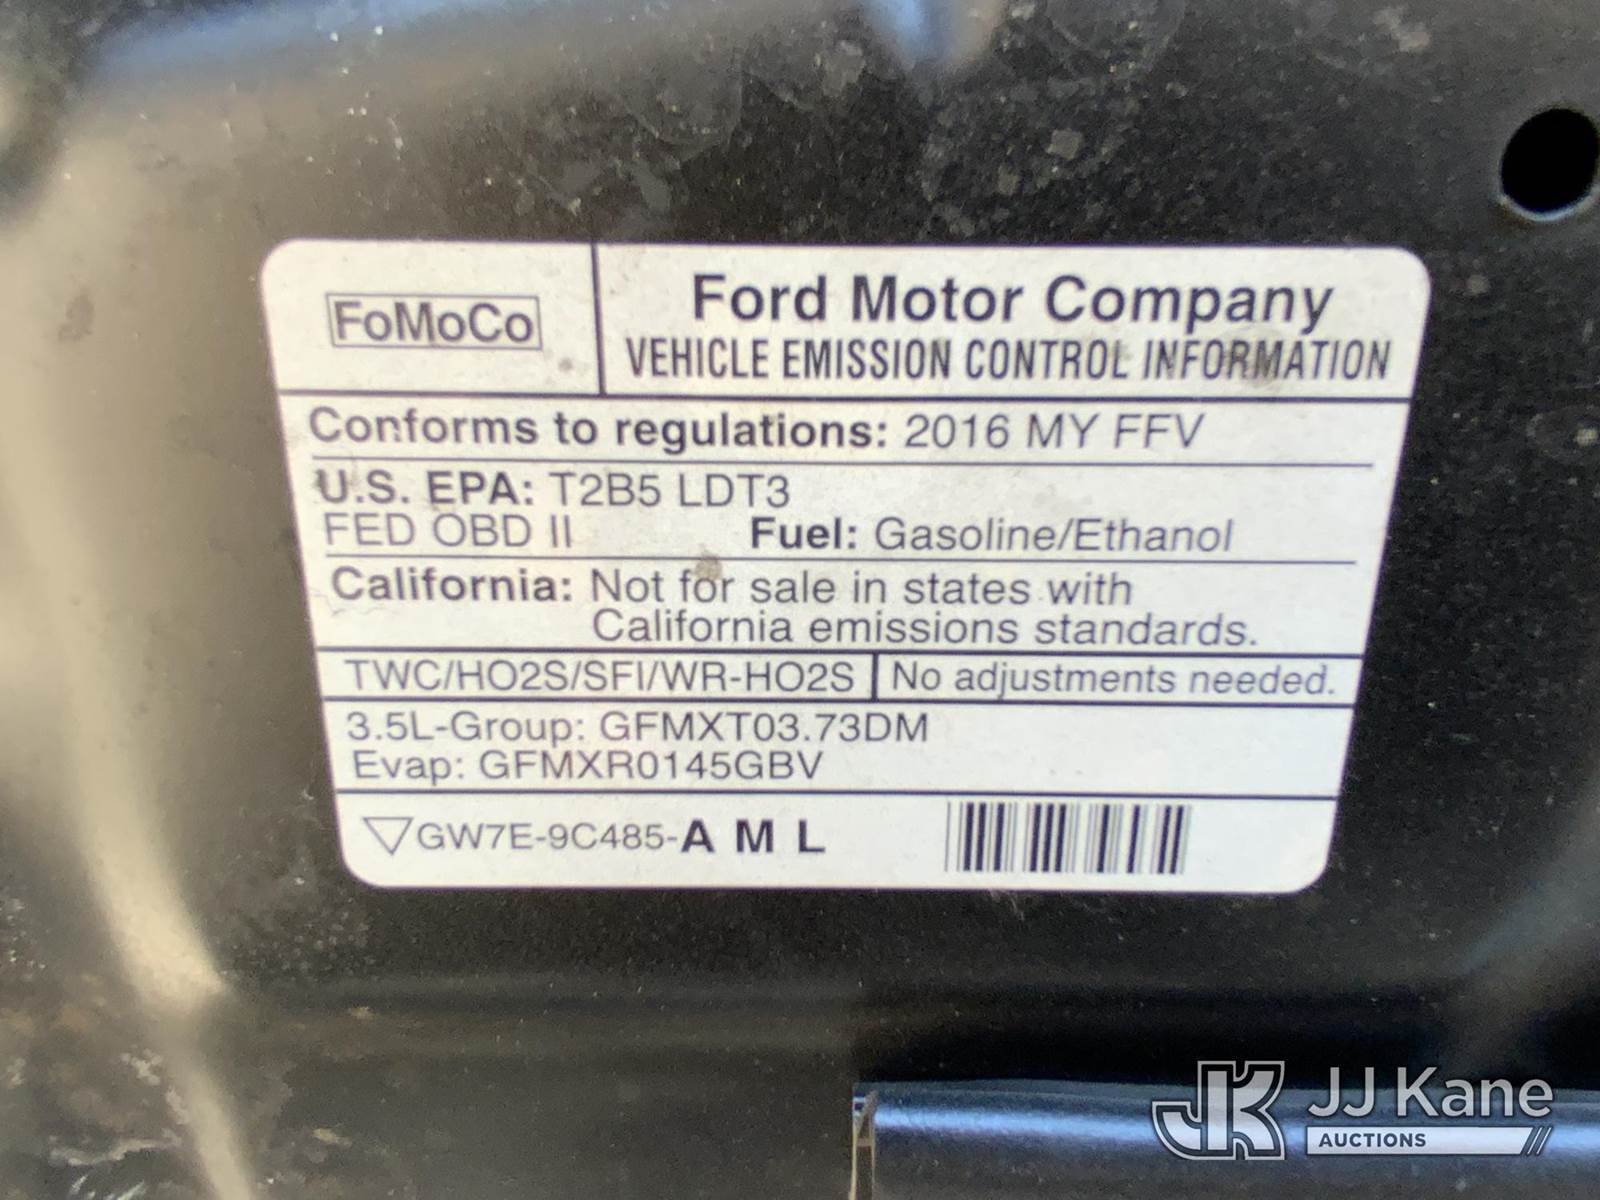 FoMoCo
Ford Motor Company
VEHICLE EMISSION CONTROL INFORMATION
Conforms to regulations: 2016 MY FFV
U.S. EPA: T2B5 LDT3
FED OBD II Fuel: Gasoline/Ethanol
California: Not for sale in states with
California emissions standards.
TWC/HO2S/SFI/WR-HO2S No adjustments needed.
3.5L-Group: GFMXT03.73DM
Evap: GFMXR0145GBV
▽GW7E-9C485-A M L
JK JJ Kane
AUCTIONS